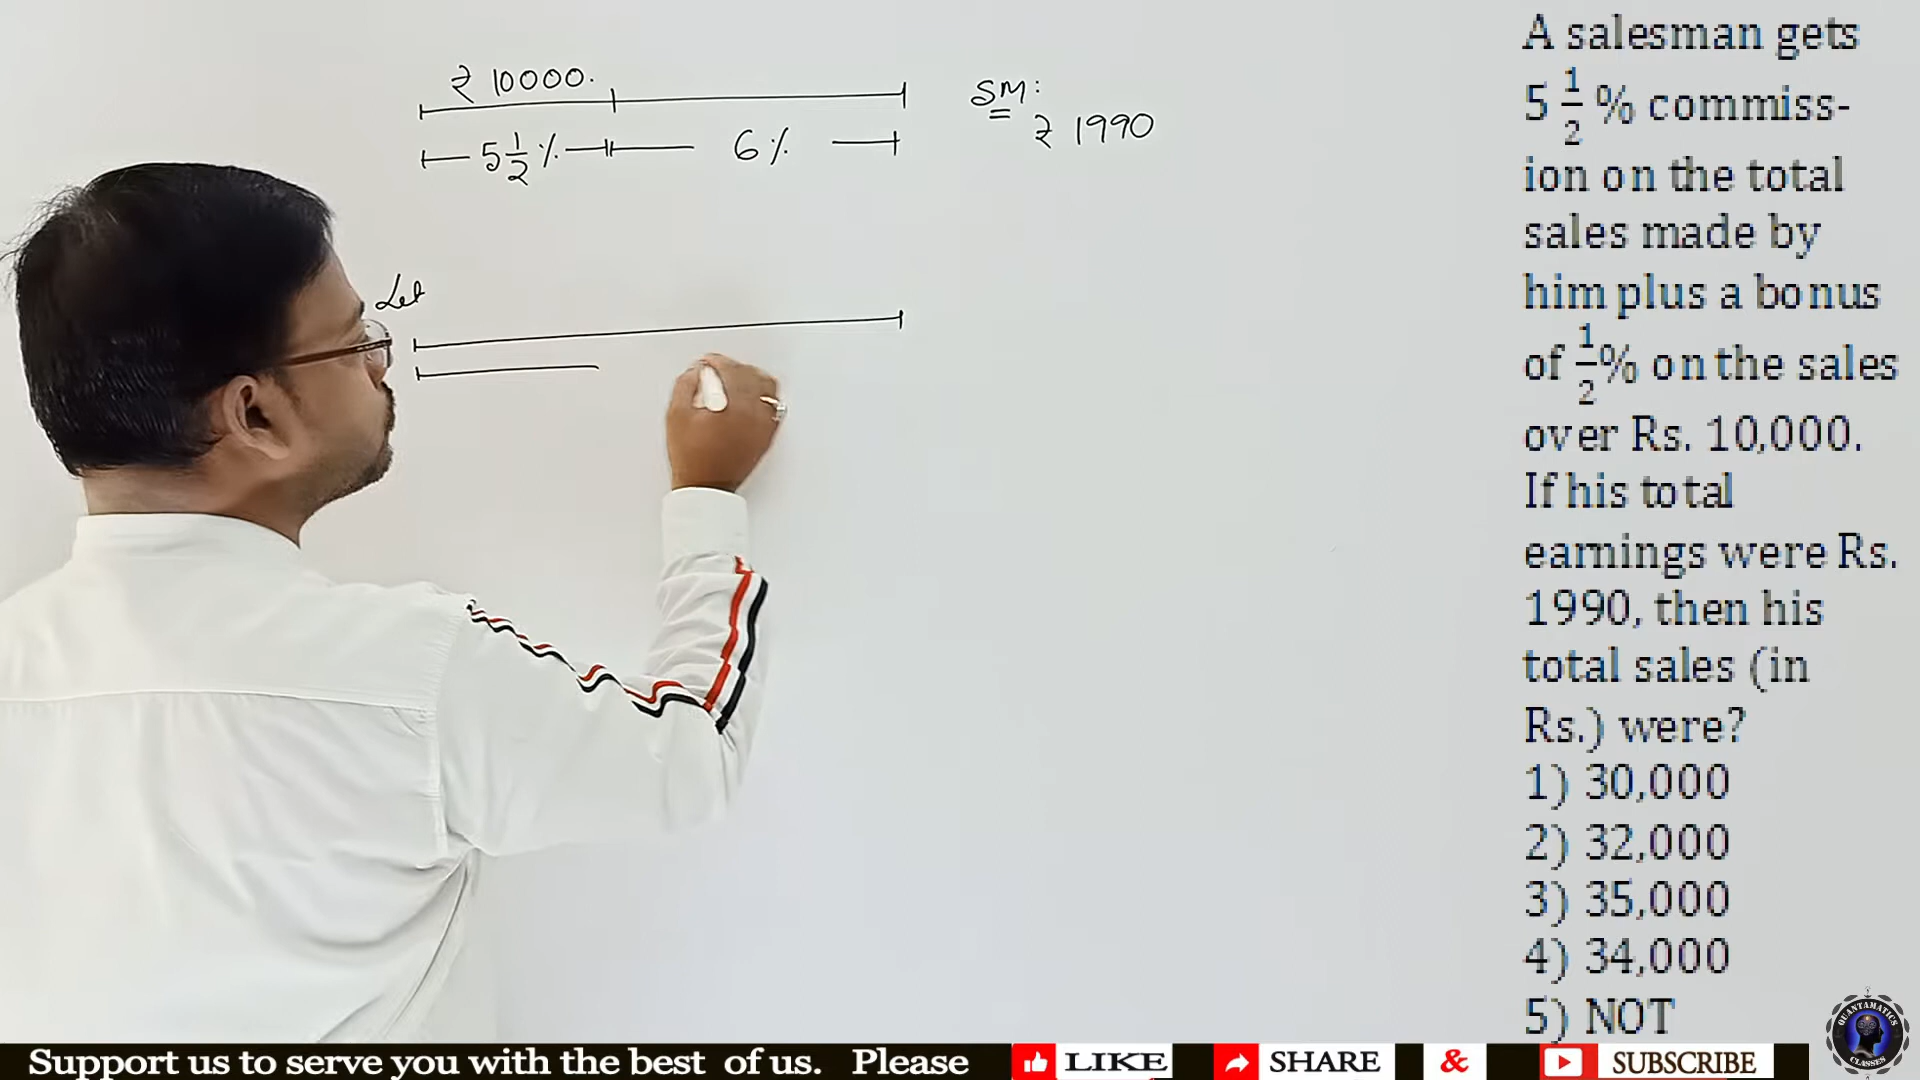 ₹ 10000.
5 1/2 % 6 %
SM:
₹ 1990
Let
A salesman gets
5 1/2 % commiss-
ion on the total
sales made by
him plus a bonus
of 1/2% on the sales
over Rs. 10,000.
If his total
earnings were Rs.
1990, then his
total sales (in
Rs.) were?
1) 30,000
2) 32,000
3) 35,000
4) 34,000
5) NOT
QUANTAMATICS
CLASSES
Support us to serve you with the best of us. Please LIKE SHARE & SUBSCRIBE